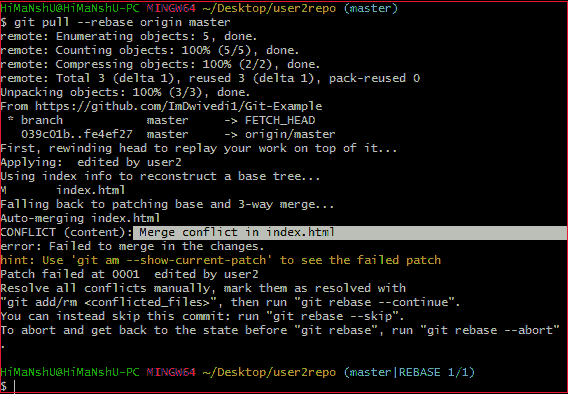 HiMaNshU@HiMaNshU-PC MINGW64 ~/Desktop/user2repo (master)
$ git pull --rebase origin master
remote: Enumerating objects: 5, done.
remote: Counting objects: 100% (5/5), done.
remote: Compressing objects: 100% (2/2), done.
remote: Total 3 (delta 1), reused 3 (delta 1), pack-reused 0
Unpacking objects: 100% (3/3), done.
From https://github.com/ImDwivedi1/Git-Example
 * branch            master     -> FETCH_HEAD
   039c01b..fe4ef27  master     -> origin/master
First, rewinding head to replay your work on top of it...
Applying:  edited by user2
Using index info to reconstruct a base tree...
M       index.html
Falling back to patching base and 3-way merge...
Auto-merging index.html
CONFLICT (content): Merge conflict in index.html
error: Failed to merge in the changes.
hint: Use 'git am --show-current-patch' to see the failed patch
Patch failed at 0001  edited by user2
Resolve all conflicts manually, mark them as resolved with
"git add/rm <conflicted_files>", then run "git rebase --continue".
You can instead skip this commit: run "git rebase --skip".
To abort and get back to the state before "git rebase", run "git rebase --abort"
.
HiMaNshU@HiMaNshU-PC MINGW64 ~/Desktop/user2repo (master|REBASE 1/1)
$